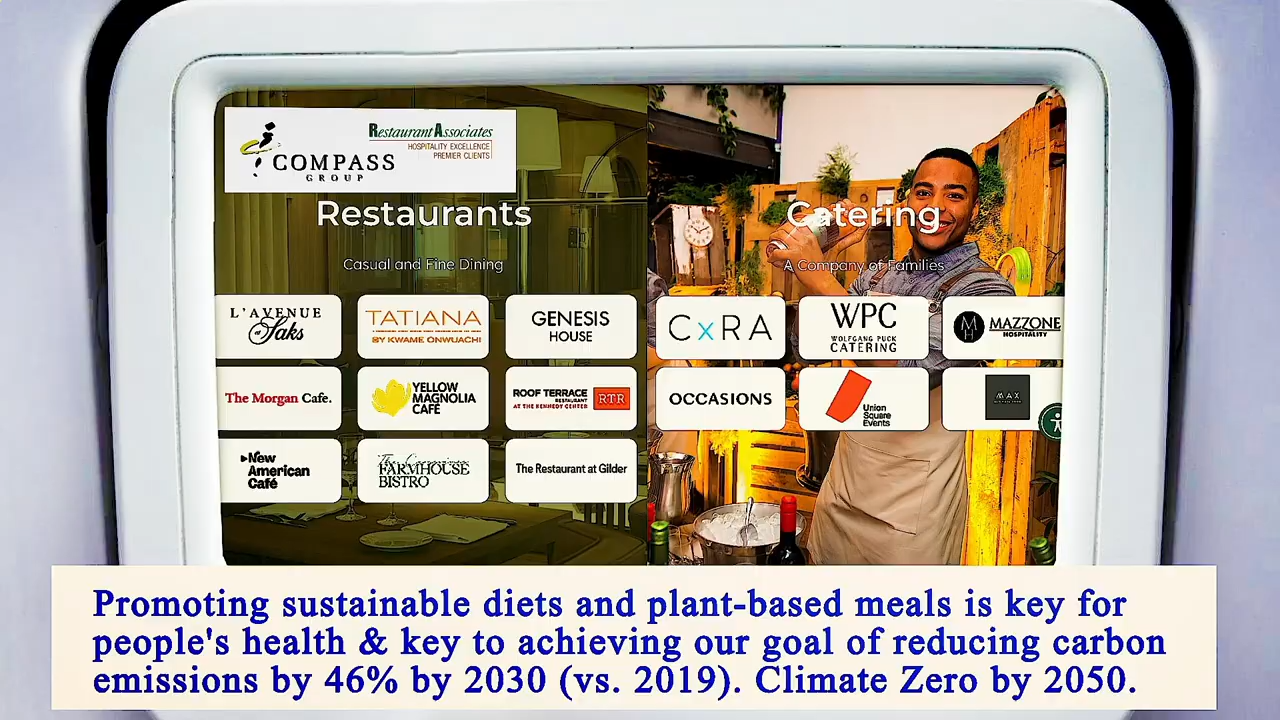 COMPASS
GROUP
Restaurant Associates
HOSPITALITY EXCELLENCE
PREMIER CLIENTS
Restaurants
Casual and Fine Dining
L'AVENUE
at Saks
TATIANA
BY KWAME ONWUACHI
GENESIS
HOUSE
The Morgan Cafe.
YELLOW
MAGNOLIA
CAFÉ
ROOF TERRACE
RESTAURANT
AT THE KENNEDY CENTER
RTR
New
American
Café
FARMHOUSE
BISTRO
The Restaurant at Gilder
Catering
A Company of Families
CxRA
WPC
WOLFGANG PUCK
CATERING
MH
MAZZONE
HOSPITALITY
OCCASIONS
Union
Square
Events
MAX
Promoting sustainable diets and plant-based meals is key for
people's health & key to achieving our goal of reducing carbon
emissions by 46% by 2030 (vs. 2019). Climate Zero by 2050.